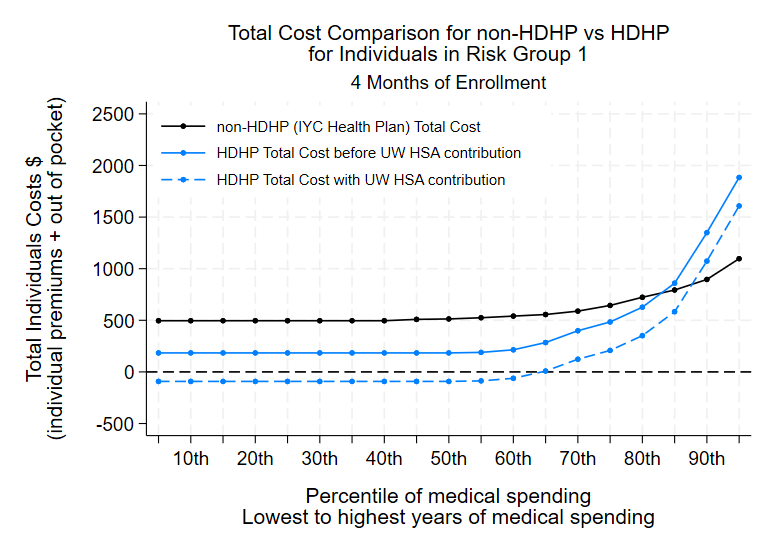 Total Cost Comparison for non-HDHP vs HDHP
for Individuals in Risk Group 1
4 Months of Enrollment
Total Individuals Costs $
(individual premiums + out of pocket)
2500
2000
1500
1000
500
0
-500
non-HDHP (IYC Health Plan) Total Cost
HDHP Total Cost before UW HSA contribution
HDHP Total Cost with UW HSA contribution
10th 20th 30th 40th 50th 60th 70th 80th 90th
Percentile of medical spending
Lowest to highest years of medical spending